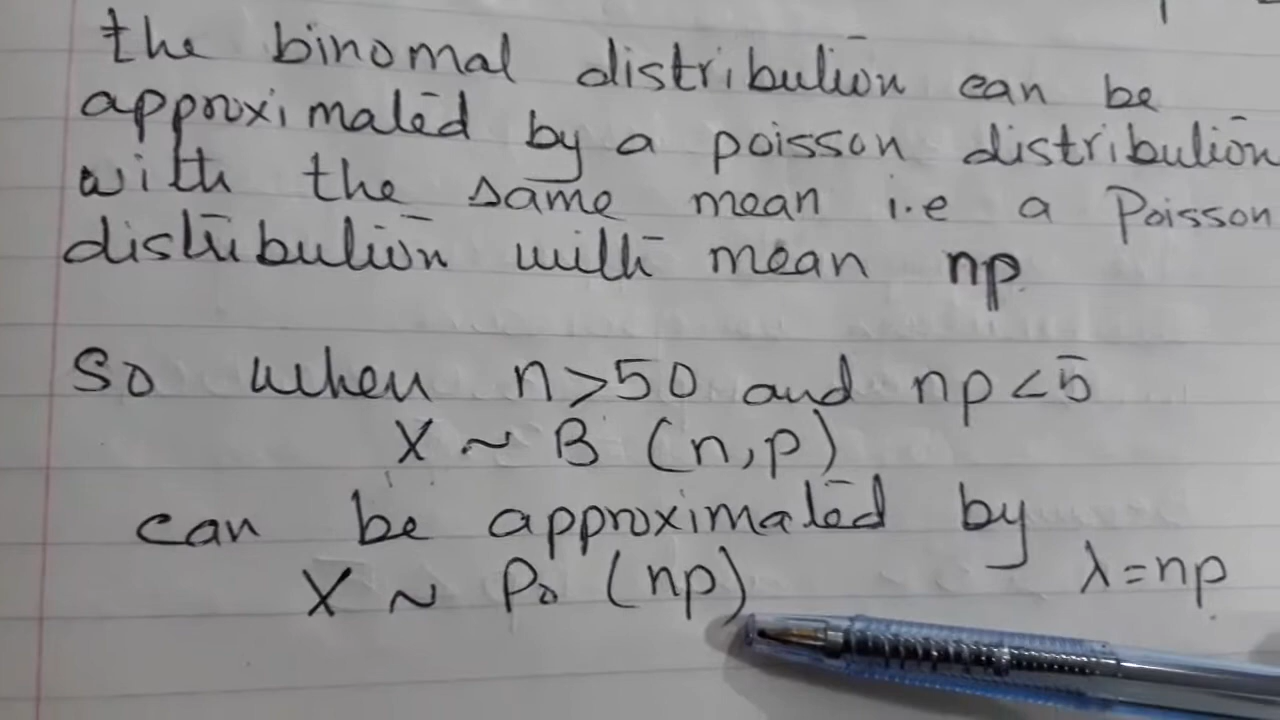 the binomal distribution can be
approximated by a poisson distribution
with the same mean i.e a Poisson
distribution with mean np
So when n>50 and np<5
X ~ B (n,p)
can be approximated by
X ~ Po (np)
λ=np